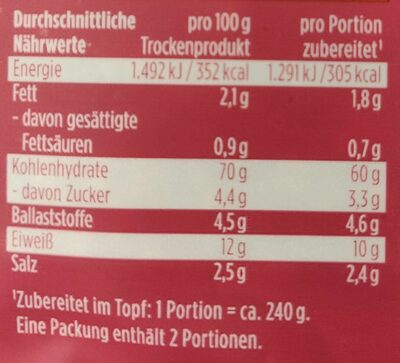 Durchschnittliche pro 100 g pro Portion
Nährwerte Trockenprodukt zubereitet¹
Energie 1.492 kJ / 352 kcal 1.291 kJ /305 kcal
Fett 2,1 g 1,8 g
- davon gesättigte
Fettsäuren 0,9 g 0,7 g
Kohlenhydrate 70 g 60 g
- davon Zucker 4,4 g 3,3 g
Ballaststoffe 4,5 g 4,6 g
Eiweiß 12 g 10 g
Salz 2,5 g 2,4 g
¹Zubereitet im Topf: 1 Portion = ca. 240 g.
Eine Packung enthält 2 Portionen.